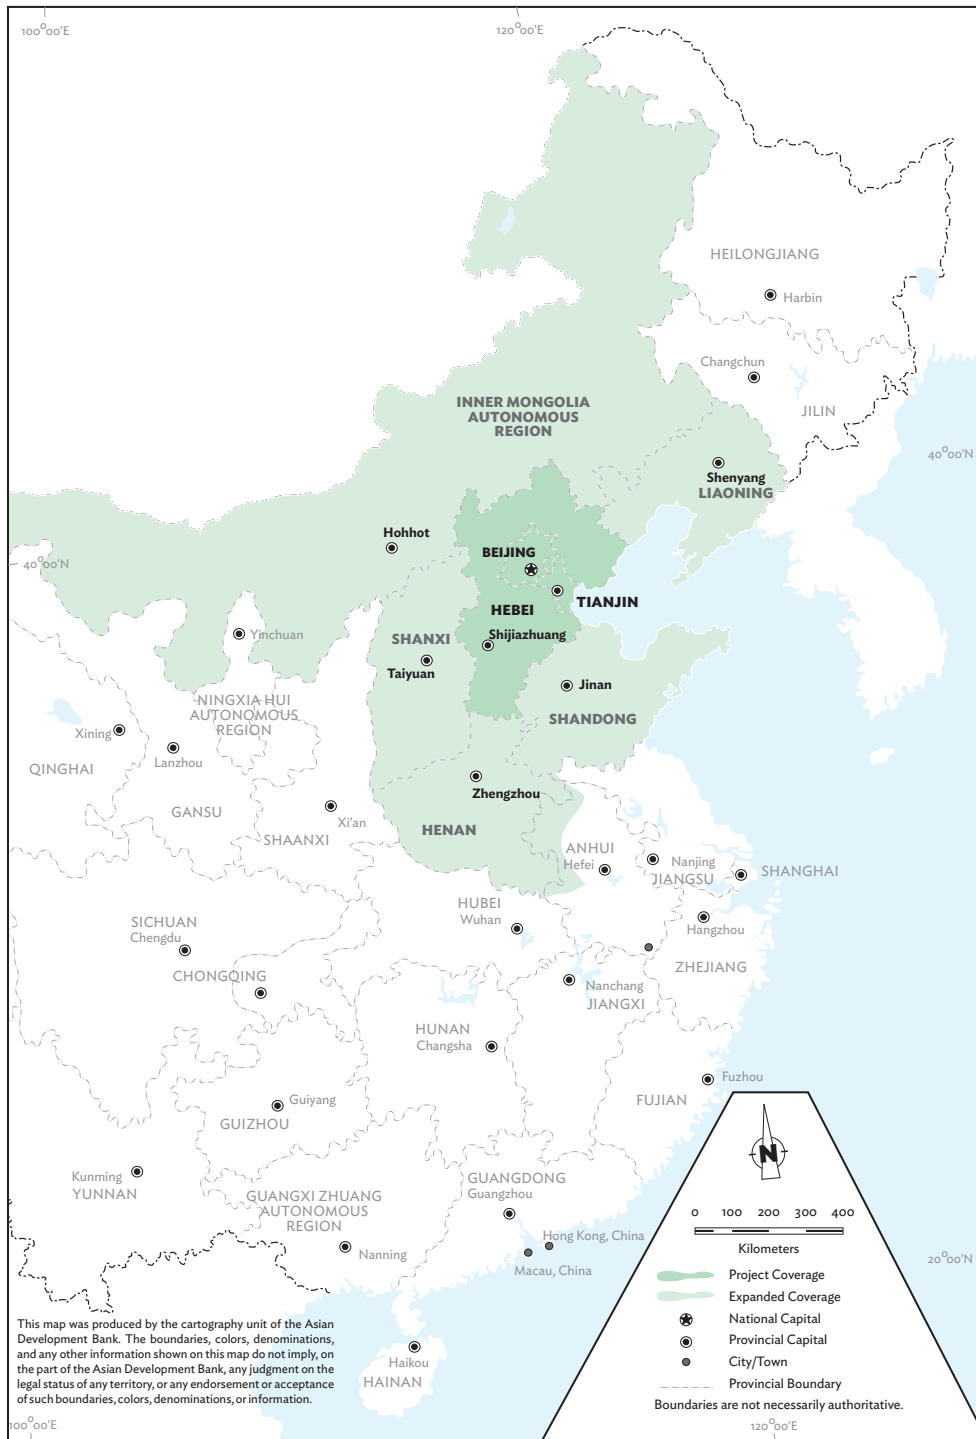 100°00'E
120°00'E
HEILONGJIANG
Harbin
Changchun
JILIN
INNER MONGOLIA
AUTONOMOUS
REGION
40°00'N
Shenyang
LIAONING
Hohhot
BEIJING
40°00'N
TIANJIN
HEBEI
Yinchuan
SHANXI
Shijiazhuang
Taiyuan
Jinan
NINGXIA HUI
AUTONOMOUS
REGION
SHANDONG
Xining
Lanzhou
QINGHAI
Zhengzhou
GANSU
Xi'an
HENAN
SHAANXI
ANHUI
Hefei
Nanjing
JIANGSU
SHANGHAI
HUBEI
Wuhan
SICHUAN
Chengdu
Hangzhou
ZHEJIANG
CHONGQING
Nanchang
JIANGXI
HUNAN
Changsha
Fuzhou
Guiyang
FUJIAN
GUIZHOU
Kunming
YUNNAN
GUANGDONG
Guangzhou
GUANGXI ZHUANG
AUTONOMOUS
REGION
Hong Kong, China
Nanning
Macau, China
N
0 100 200 300 400
Kilometers
20°00'N
Project Coverage
Expanded Coverage
National Capital
Provincial Capital
City/Town
Provincial Boundary
Boundaries are not necessarily authoritative.
This map was produced by the cartography unit of the Asian
Development Bank. The boundaries, colors, denominations,
and any other information shown on this map do not imply, on
the part of the Asian Development Bank, any judgment on the
legal status of any territory, or any endorsement or acceptance
of such boundaries, colors, denominations, or information.
Haikou
HAINAN
100°00'E
120°00'E